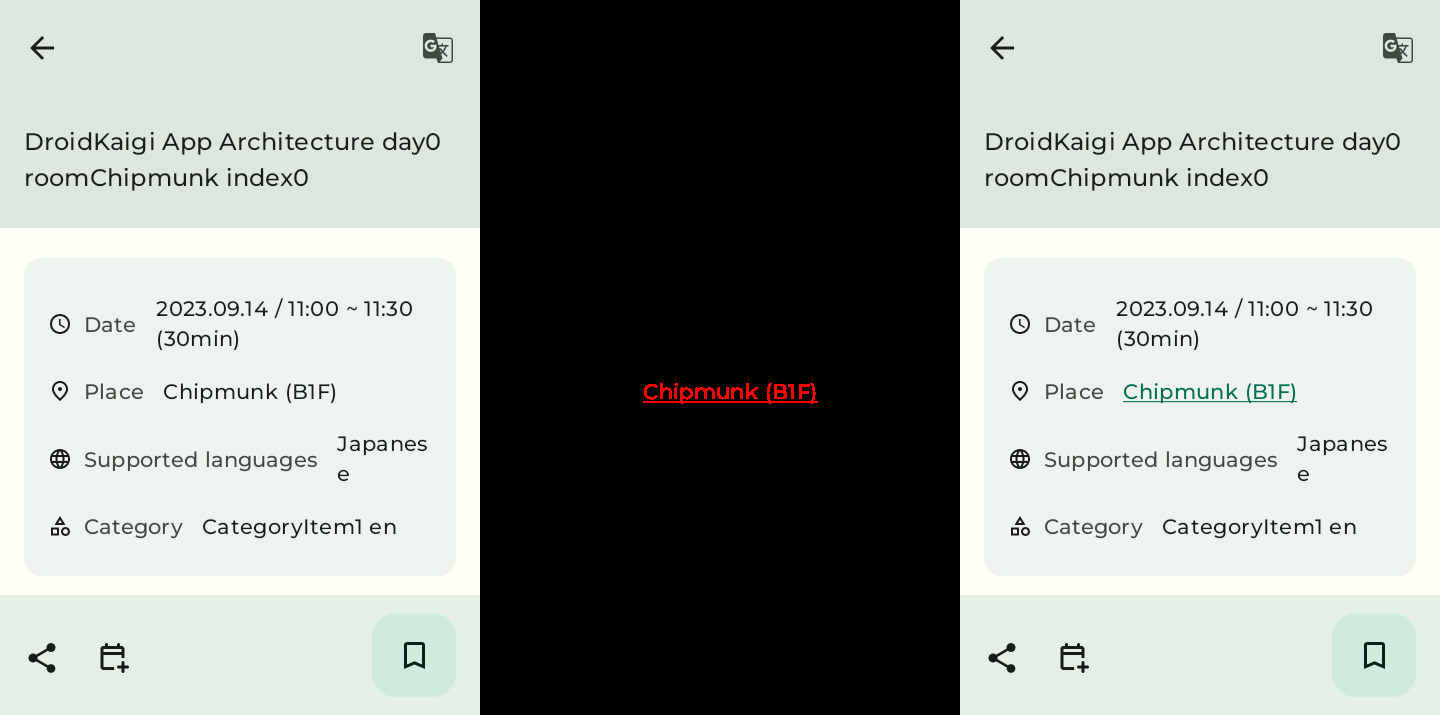 DroidKaigi App Architecture day0
roomChipmunk index0
Date
2023.09.14 / 11:00 ~ 11:30
(30min)
Place
Chipmunk (B1F)
Supported languages
Japanes
e
Category
CategoryItem1 en
Chipmunk (B1F)
DroidKaigi App Architecture day0
roomChipmunk index0
Date
2023.09.14 / 11:00 ~ 11:30
(30min)
Place
Chipmunk (B1F)
Supported languages
Japanes
e
Category
CategoryItem1 en